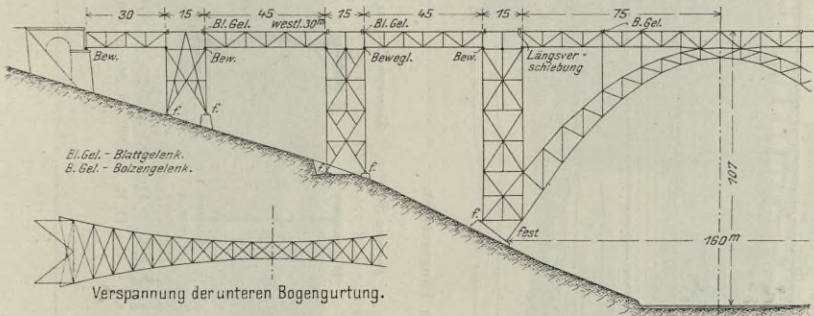 30 15 45 15 45 15 75
Bl. Gel. westl. 30ᵐ
Bl. Gel.
B. Gel.
Bew.
Bew.
Bewegl.
Bew.
Längsver-
schiebung
f. f.
f.
f.
f.
fest
107
160ᵐ
Bl. Gel. - Blattgelenk.
B. Gel. - Bolzengelenk.
Verspannung der unteren Bogengurtung.